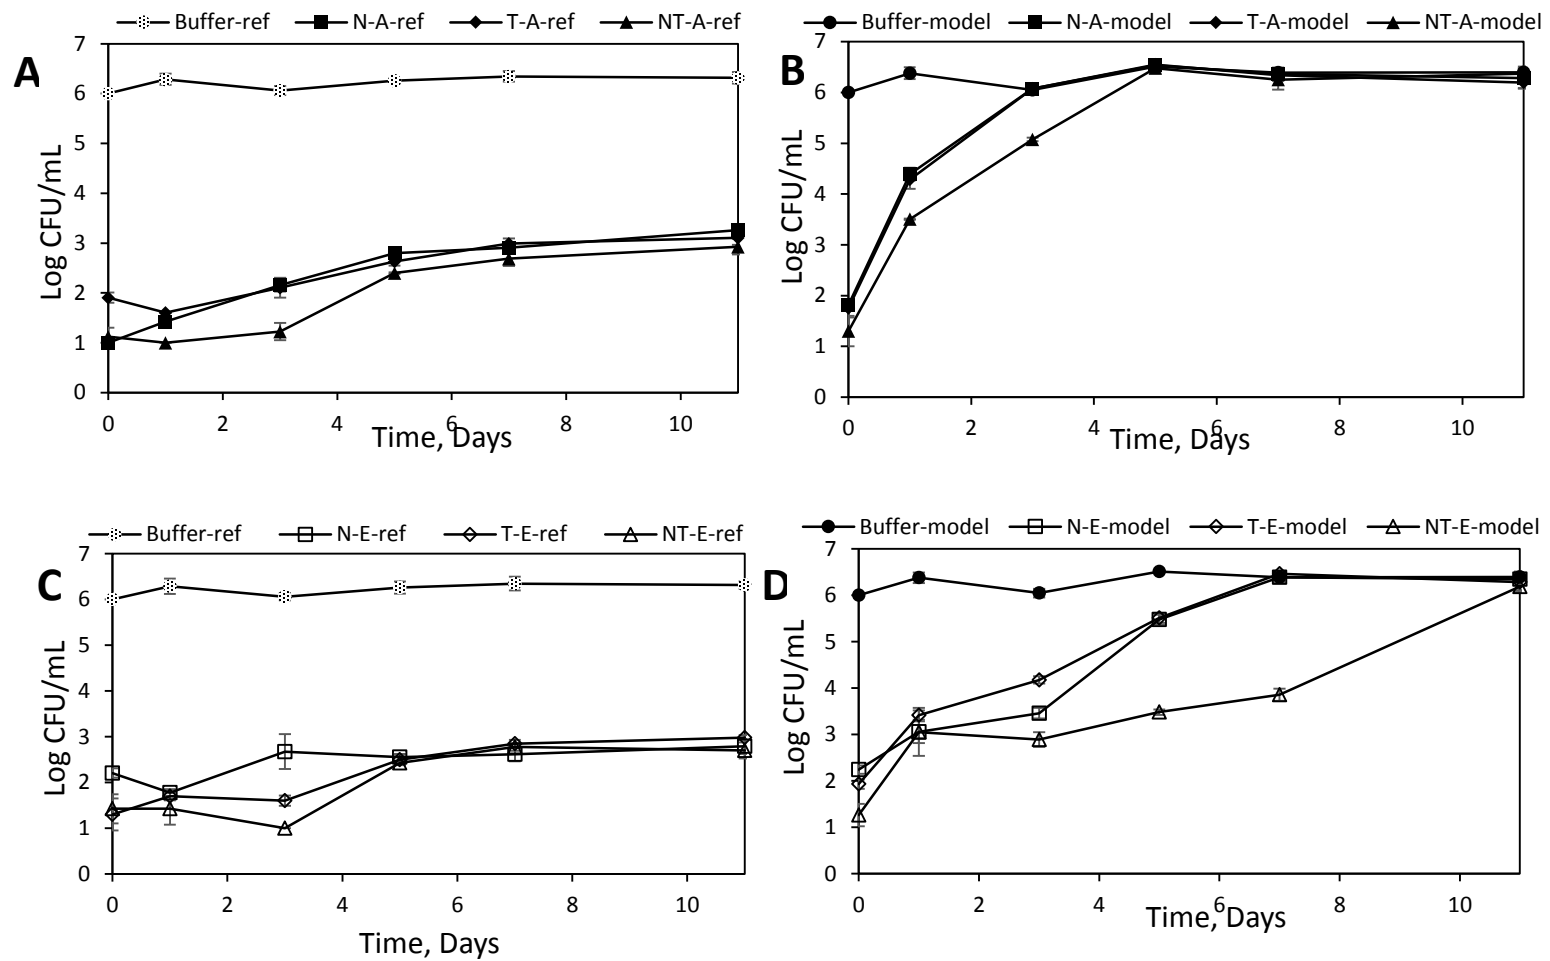 Buffer-ref N-A-ref T-A-ref NT-A-ref
A
7
6
5
4
3
2
1
0
Log CFU/mL
0 2 4 6 8 10
Time, Days
Buffer-model N-A-model T-A-model NT-A-model
B
7
6
5
4
3
2
1
0
Log CFU/mL
0 2 4 6 8 10
Time, Days
Buffer-ref N-E-ref T-E-ref NT-E-ref
C
7
6
5
4
3
2
1
0
Log CFU/mL
0 2 4 6 8 10
Time, Days
Buffer-model N-E-model T-E-model NT-E-model
D
7
6
5
4
3
2
1
0
Log CFU/mL
0 2 4 6 8 10
Time, Days